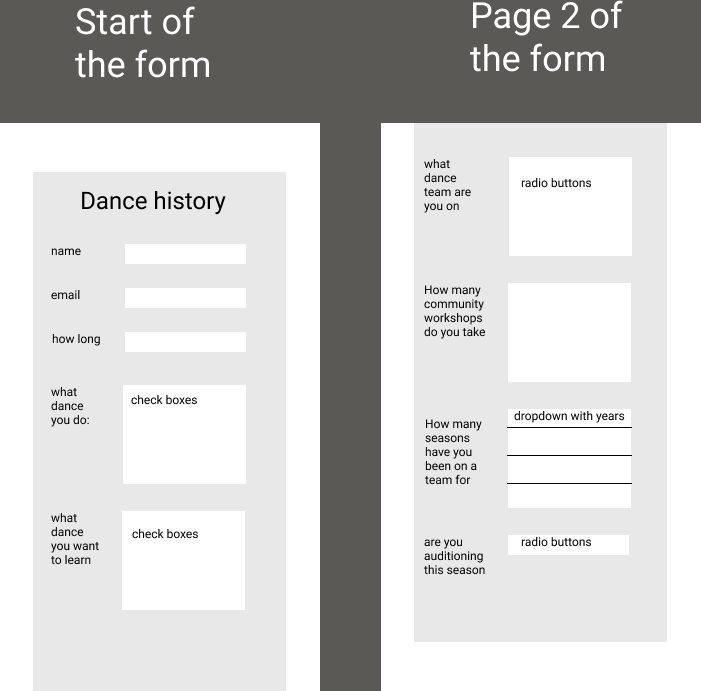 Start of
the form
Dance history
name
email
how long
what
dance
you do:
check boxes
what
dance
you want
to learn
check boxes
Page 2 of
the form
what
dance
team are
you on
radio buttons
How many
community
workshops
do you take
How many
seasons
have you
been on a
team for
dropdown with years
are you
auditioning
this season
radio buttons